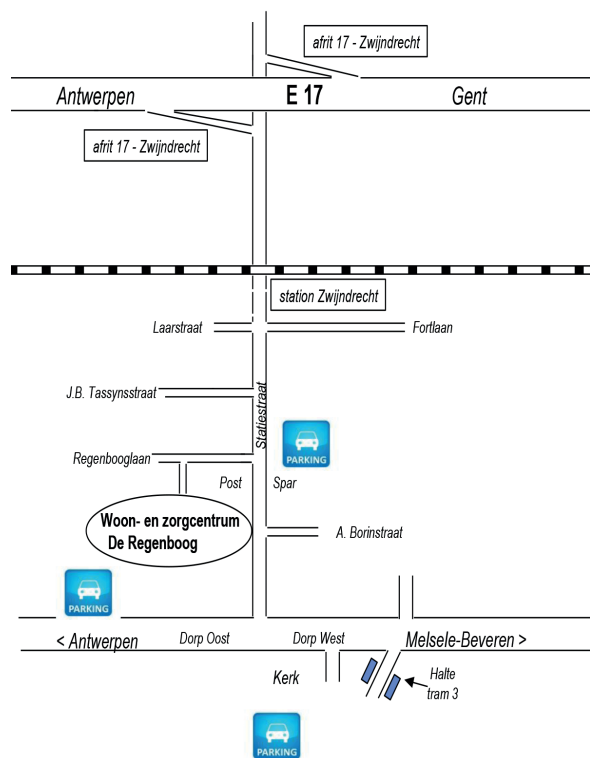 afrit 17 - Zwijndrecht
Antwerpen
E 17
Gent
afrit 17 - Zwijndrecht
station Zwijndrecht
Laarstraat
Fortlaan
J.B. Tassynsstraat
Statiestraat
PARKING
Regenbooglaan
Post
Spar
Woon- en zorgcentrum
De Regenboog
A. Borinstraat
PARKING
< Antwerpen
Dorp Oost
Dorp West
Melsele-Beveren >
Kerk
Halte
tram 3
PARKING